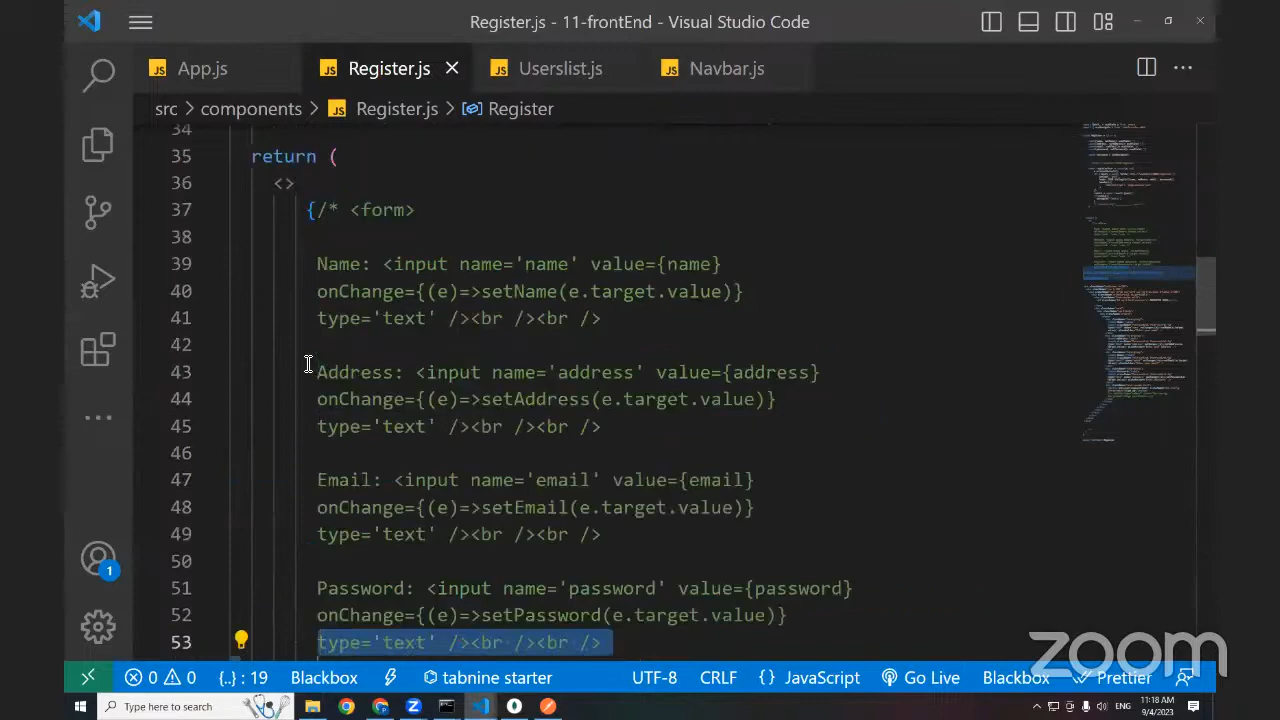 Register.js - 11-frontEnd - Visual Studio Code
App.js
Register.js
Userslist.js
Navbar.js
src > components > Register.js > Register
34
35 return (
36 <>
37 {/* <form>
38
39 Name: <input name='name' value={name}
40 onChange={(e)=>setName(e.target.value)}
41 type='text' /><br /><br />
42
43 Address: <input name='address' value={address}
44 onChange={(e)=>setAddress(e.target.value)}
45 type='text' /><br /><br />
46
47 Email: <input name='email' value={email}
48 onChange={(e)=>setEmail(e.target.value)}
49 type='text' /><br /><br />
50
51 Password: <input name='password' value={password}
52 onChange={(e)=>setPassword(e.target.value)}
53 type='text' /><br /><br />
1
zoom
0 0 {..} : 19 Blackbox tabnine starter UTF-8 CRLF {} JavaScript Go Live Blackbox Prettier
Type here to search
11:18 AM
9/4/2023